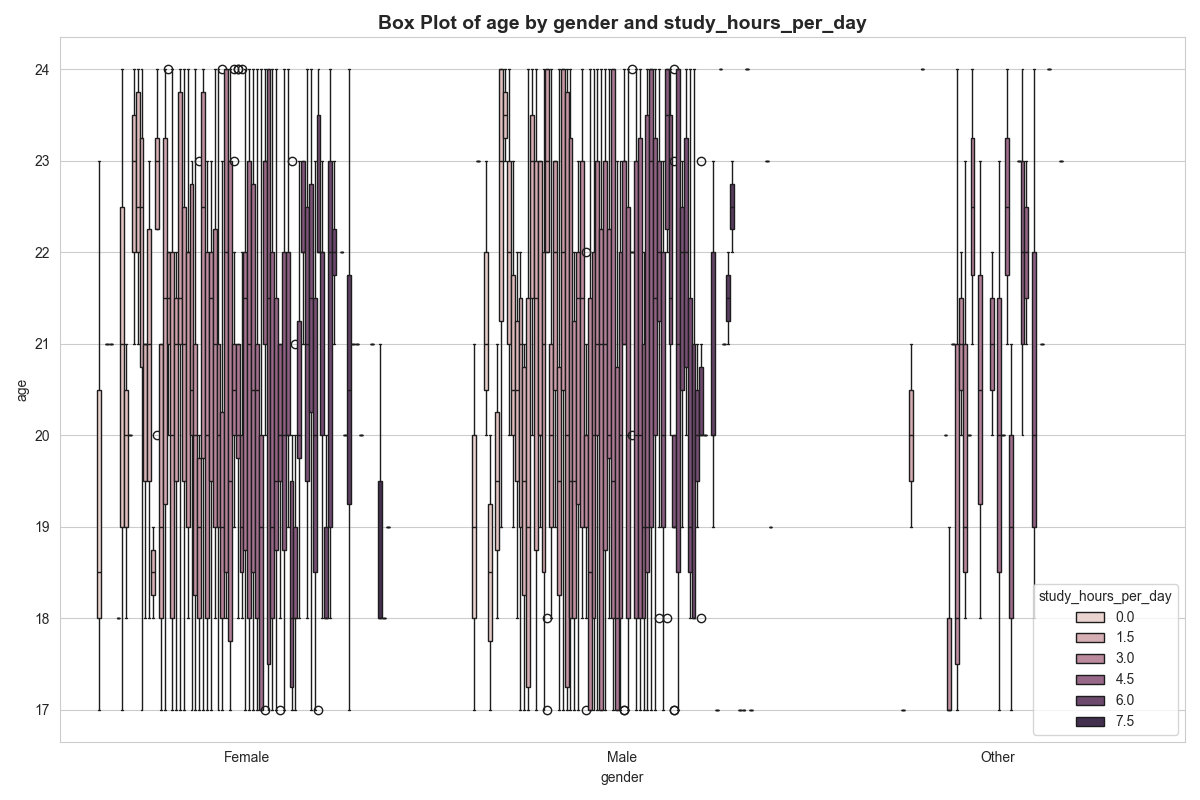 Box Plot of age by gender and study_hours_per_day
age
24
23
22
21
20
19
18
17
Female
Male
Other
gender
study_hours_per_day
0.0
1.5
3.0
4.5
6.0
7.5